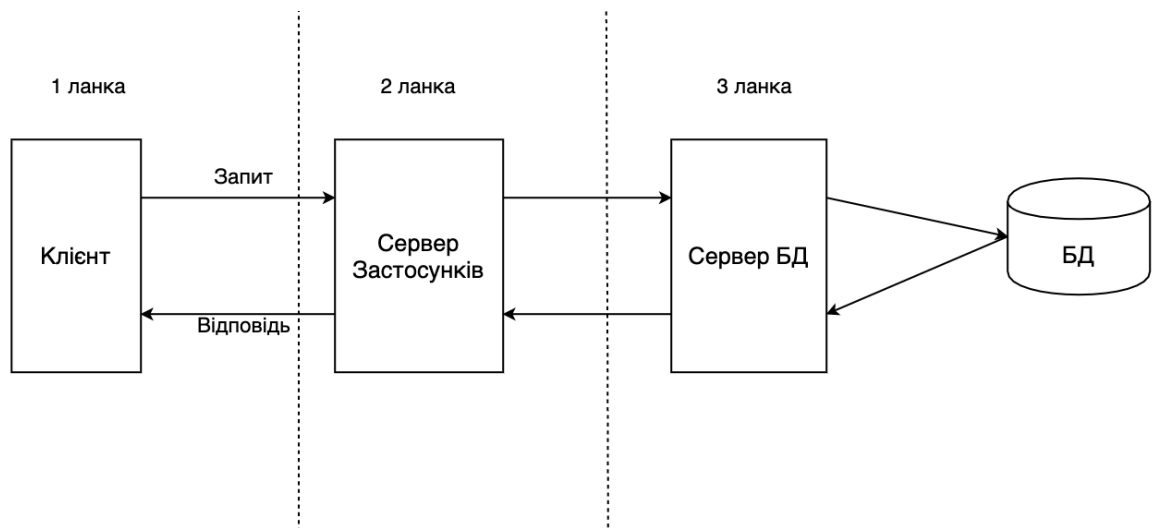 1 ланка
2 ланка
3 ланка
Запит
Клієнт
Сервер
Застосунків
Сервер БД
БД
Відповідь